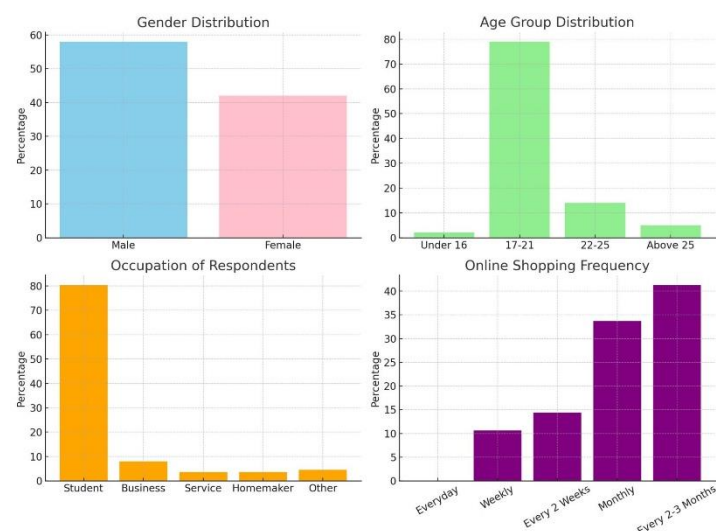 Gender Distribution
Percentage
60
50
40
30
20
10
0
Male Female
Age Group Distribution
Percentage
80
70
60
50
40
30
20
10
0
Under 16 17-21 22-25 Above 25
Occupation of Respondents
Percentage
80
70
60
50
40
30
20
10
0
Student Business Service Homemaker Other
Online Shopping Frequency
Percentage
40
35
30
25
20
15
10
5
0
Everyday Weekly Every 2 Weeks Monthly Every 2-3 Months